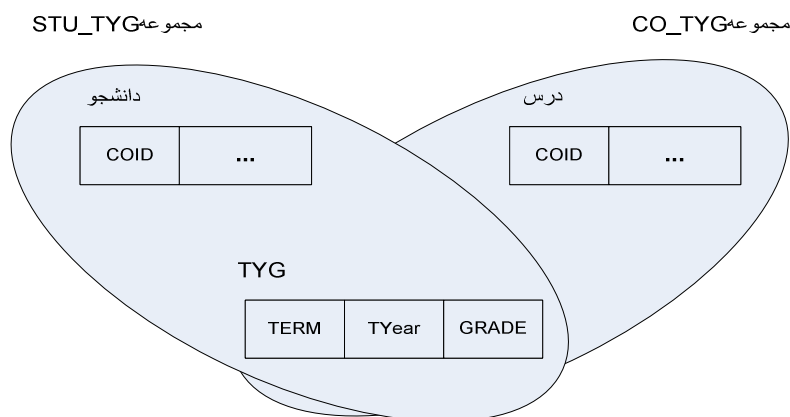 مجموعه STU_TYG
مجموعه CO_TYG
دانشجو
درس
COID ...
COID ...
TYG
TERM TYear GRADE